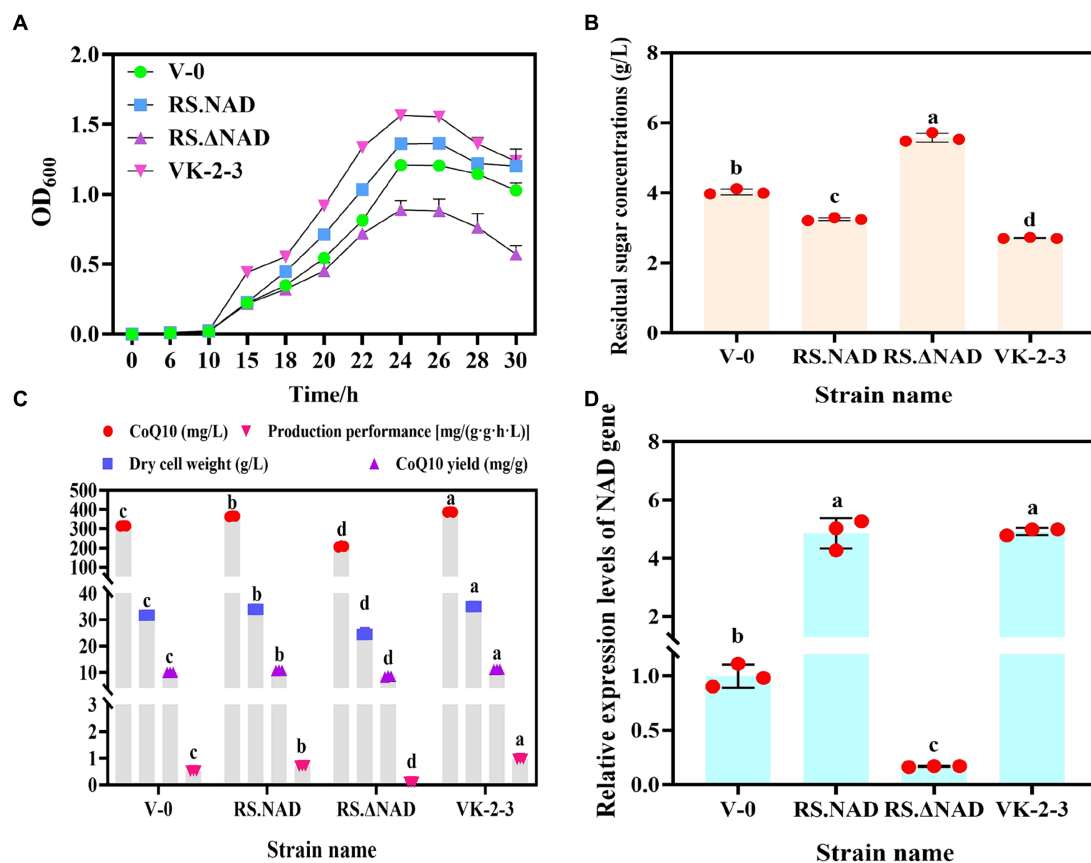 A
2.0
1.5
1.0
0.5
0.0
OD600
V-0
RS.NAD
RS.ΔNAD
VK-2-3
0 6 10 15 18 20 22 24 26 28 30
Time/h
B
Residual sugar concentrations (g/L)
8
6
4
2
0
b
c
a
d
V-0 RS.NAD RS.ΔNAD VK-2-3
Strain name
C
CoQ10 (mg/L) Production performance [mg/(g·g·h·L)]
Dry cell weight (g/L) CoQ10 yield (mg/g)
500
400
300
200
100
40
30
20
10
3
2
1
0
c c c c
b b b b
d d d d
a a a a
V-0 RS.NAD RS.ΔNAD VK-2-3
Strain name
D
Relative expression levels of NAD gene
8
6
4
2
1.0
0.5
0.0
b
a
c
a
V-0 RS.NAD RS.ΔNAD VK-2-3
Strain name